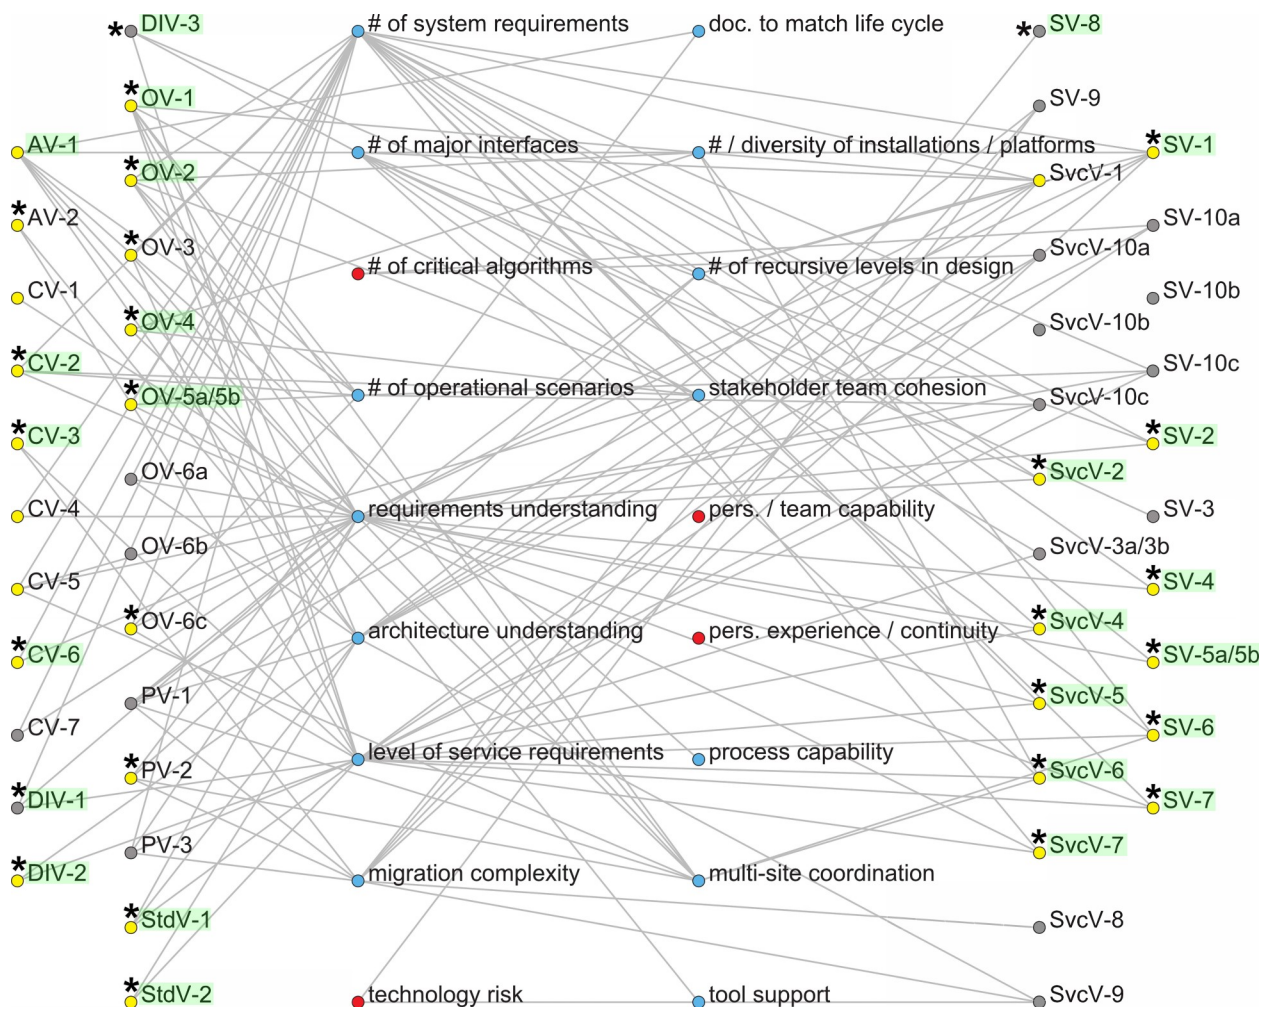 * DIV-3
# of system requirements
doc. to match life cycle
* SV-8
* OV-1
SV-9
AV-1
# of major interfaces
# / diversity of installations / platforms
* SV-1
* OV-2
SvcV-1
* AV-2
SV-10a
* OV-3
SvcV-10a
# of critical algorithms
# of recursive levels in design
CV-1
SV-10b
* OV-4
SvcV-10b
* CV-2
SV-10c
* OV-5a/5b
# of operational scenarios
stakeholder team cohesion
SvcV-10c
* CV-3
* SV-2
OV-6a
* SvcV-2
CV-4
requirements understanding
pers. / team capability
SV-3
OV-6b
SvcV-3a/3b
CV-5
* SV-4
* OV-6c
* SvcV-4
architecture understanding
pers. experience / continuity
* CV-6
* SV-5a/5b
PV-1
* SvcV-5
CV-7
* SV-6
level of service requirements
process capability
* PV-2
* SvcV-6
* DIV-1
* SV-7
PV-3
* SvcV-7
* DIV-2
migration complexity
multi-site coordination
* StdV-1
SvcV-8
* StdV-2
technology risk
tool support
SvcV-9